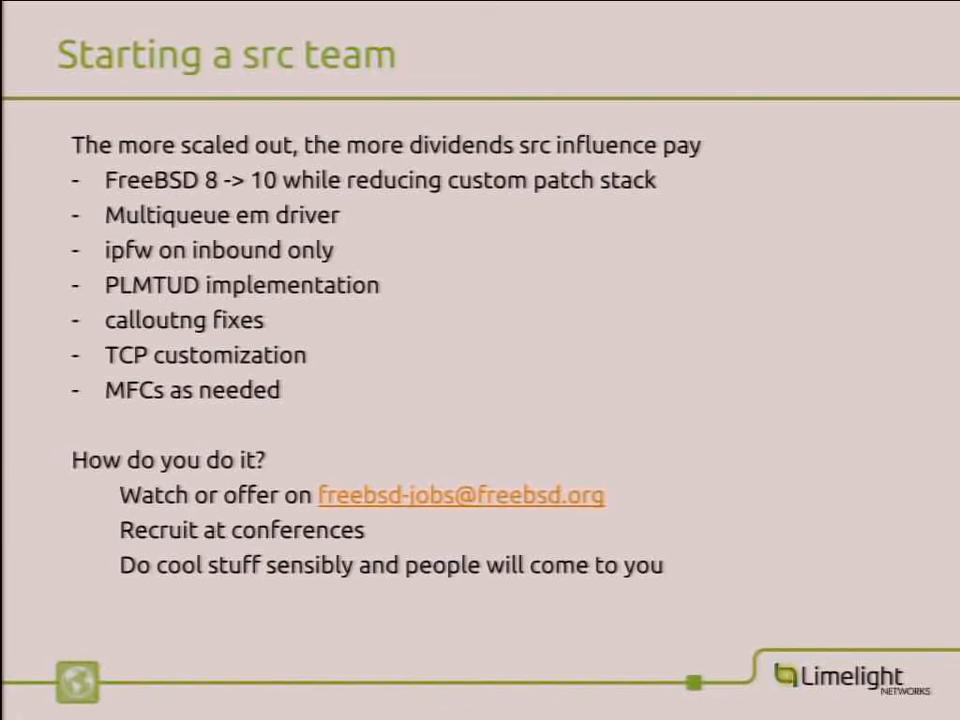 Starting a src team
The more scaled out, the more dividends src influence pay
- FreeBSD 8 -> 10 while reducing custom patch stack
- Multiqueue em driver
- ipfw on inbound only
- PLMTUD implementation
- calloutng fixes
- TCP customization
- MFCs as needed
How do you do it?
Watch or offer on freebsd-jobs@freebsd.org
Recruit at conferences
Do cool stuff sensibly and people will come to you
Limelight
NETWORKS